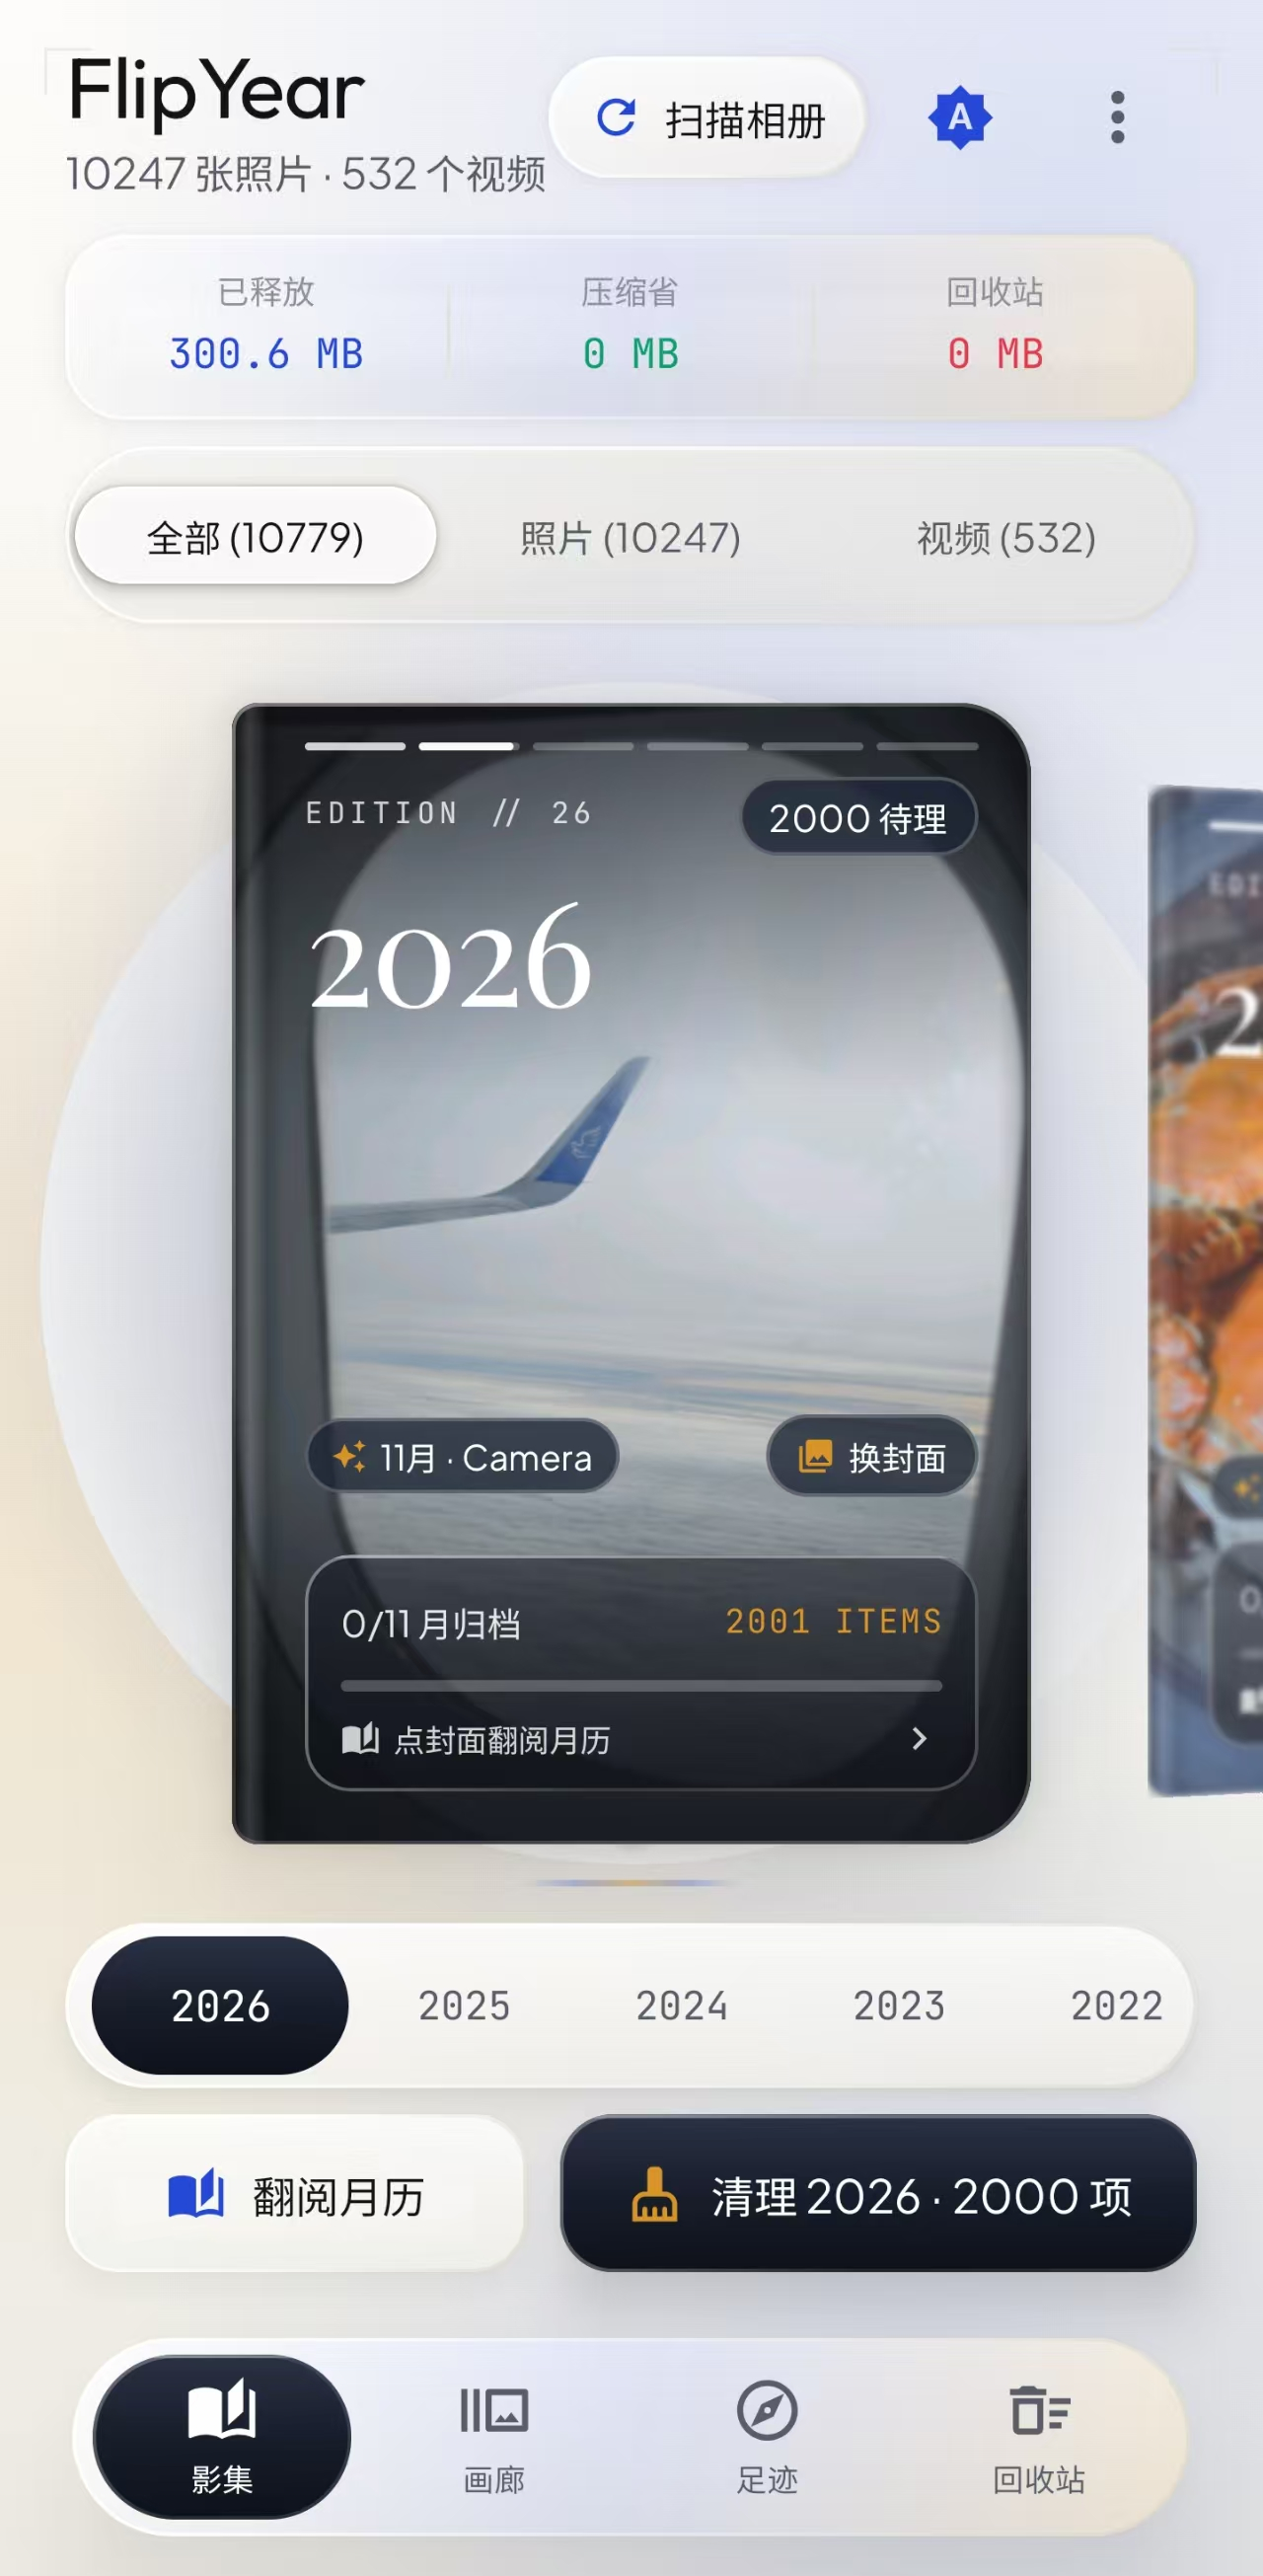 FlipYear
扫描相册
A
10247 张照片 · 532 个视频
已释放
压缩省
回收站
300.6 MB
0 MB
0 MB
全部 (10779)
照片 (10247)
视频 (532)
EDITION // 26
2000 待理
2026
11月 · Camera
换封面
0/11 月归档
2001 ITEMS
点封面翻阅月历
2026
2025
2024
2023
2022
翻阅月历
清理 2026 · 2000 项
影集
画廊
足迹
回收站